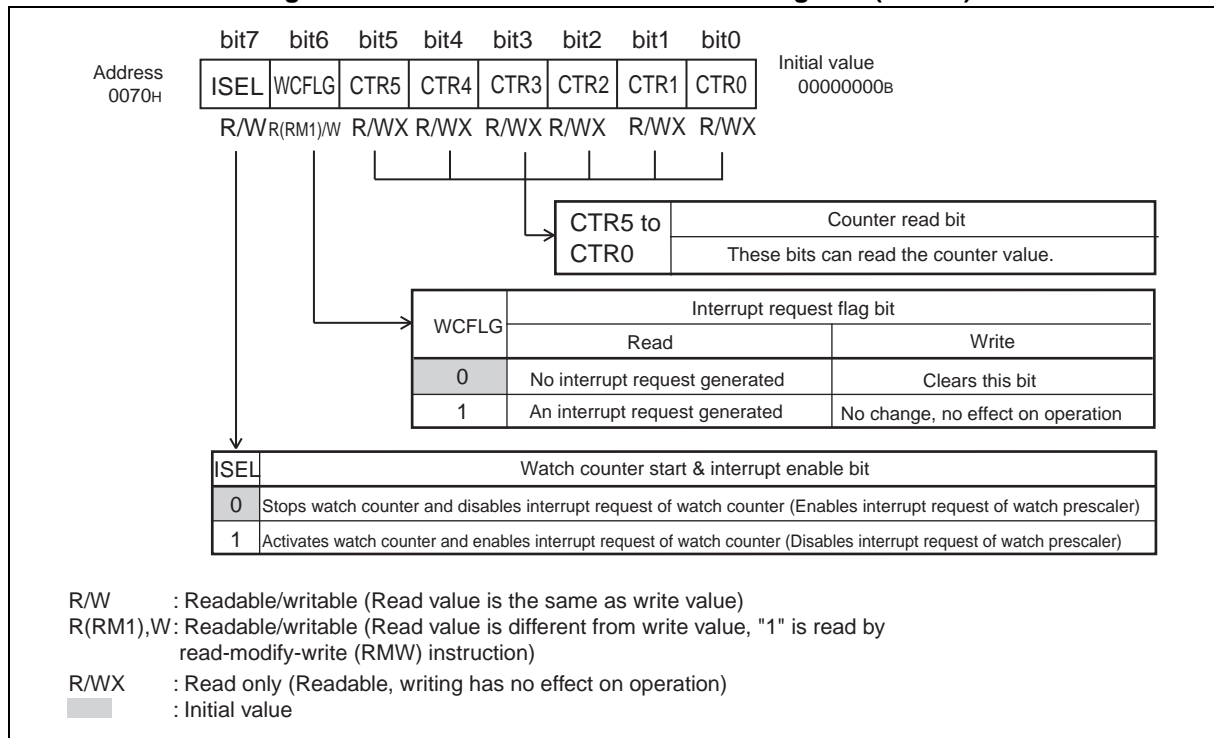 bit7 bit6 bit5 bit4 bit3 bit2 bit1 bit0
Address
0070H
ISEL WCFLG CTR5 CTR4 CTR3 CTR2 CTR1 CTR0
Initial value
00000000B
R/W R(RM1)/W R/WX R/WX R/WX R/WX R/WX R/WX
CTR5 to
CTR0
Counter read bit
These bits can read the counter value.
WCFLG
Interrupt request flag bit
Read Write
0 No interrupt request generated Clears this bit
1 An interrupt request generated No change, no effect on operation
ISEL Watch counter start & interrupt enable bit
0 Stops watch counter and disables interrupt request of watch counter (Enables interrupt request of watch prescaler)
1 Activates watch counter and enables interrupt request of watch counter (Disables interrupt request of watch prescaler)
R/W : Readable/writable (Read value is the same as write value)
R(RM1),W : Readable/writable (Read value is different from write value, "1" is read by
read-modify-write (RMW) instruction)
R/WX : Read only (Readable, writing has no effect on operation)
: Initial value